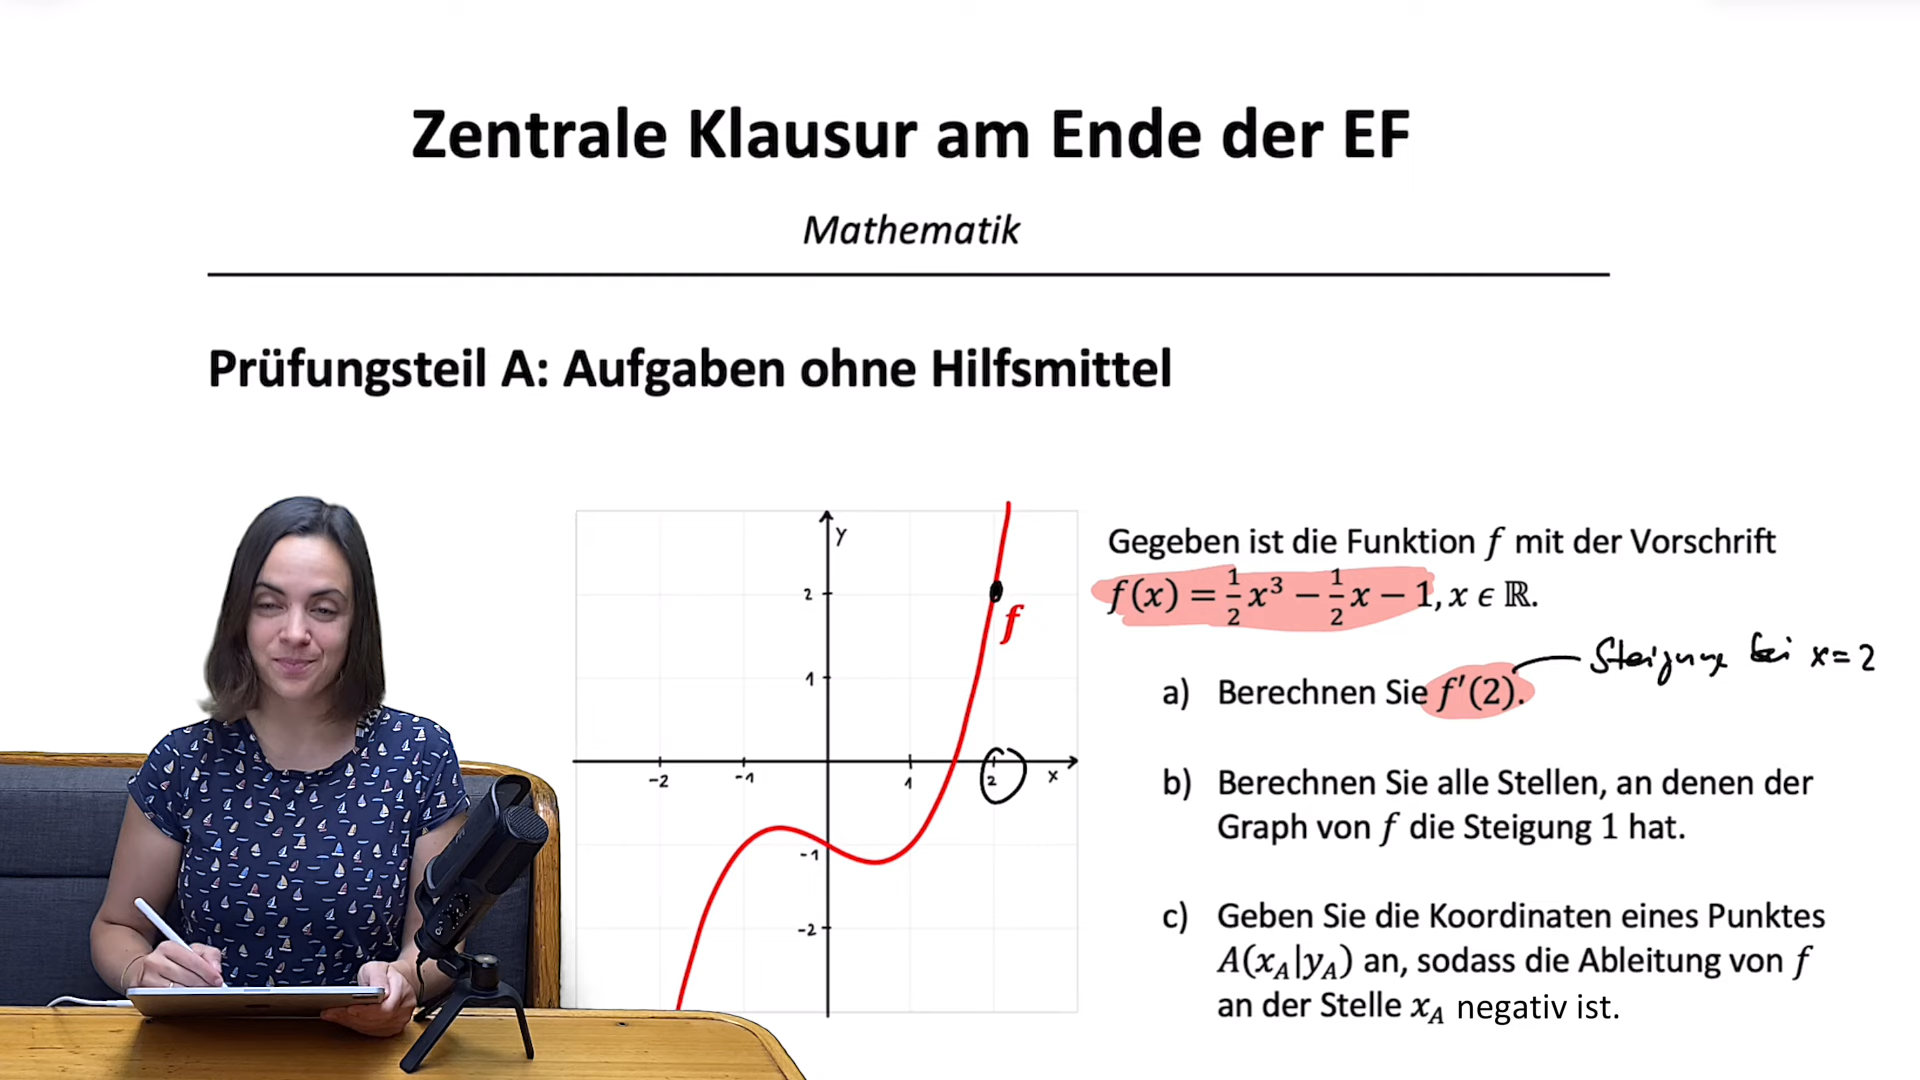 Zentrale Klausur am Ende der EF
Mathematik
Prüfungsteil A: Aufgaben ohne Hilfsmittel
y
2
f
1
-2
-1
1
2
x
-1
-2
Gegeben ist die Funktion f mit der Vorschrift
f(x) = 1/2 x³ − 1/2 x − 1, x ϵ ℝ.
Steigung bei x = 2
a) Berechnen Sie f′(2).
b) Berechnen Sie alle Stellen, an denen der
Graph von f die Steigung 1 hat.
c) Geben Sie die Koordinaten eines Punktes
A(x_A|y_A) an, sodass die Ableitung von f
an der Stelle x_A negativ ist.